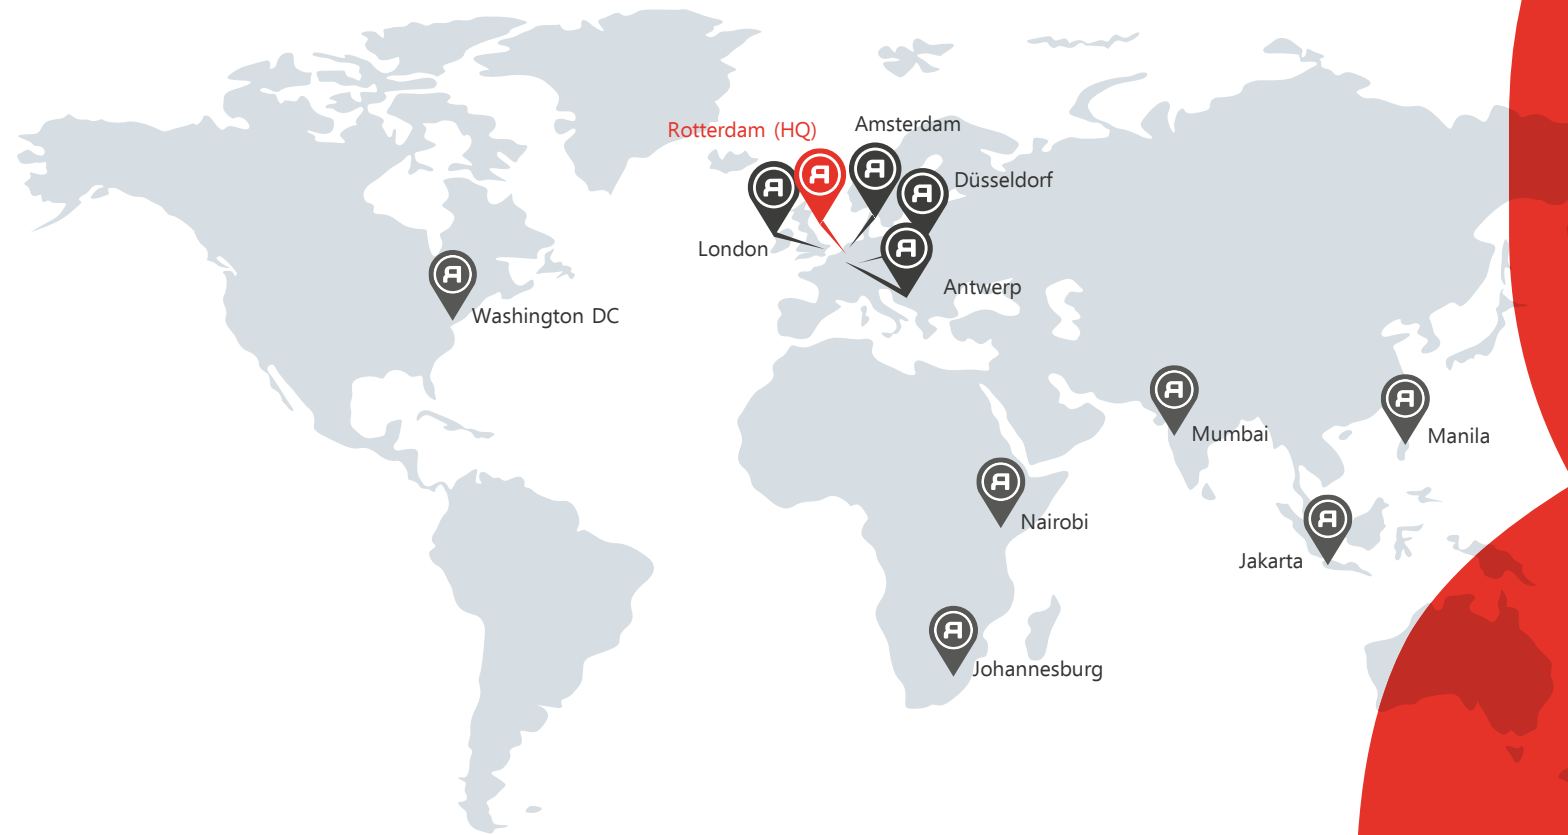 Amsterdam
Rotterdam (HQ)
Düsseldorf
London
Antwerp
Washington DC
Mumbai
Manila
Nairobi
Jakarta
Johannesburg